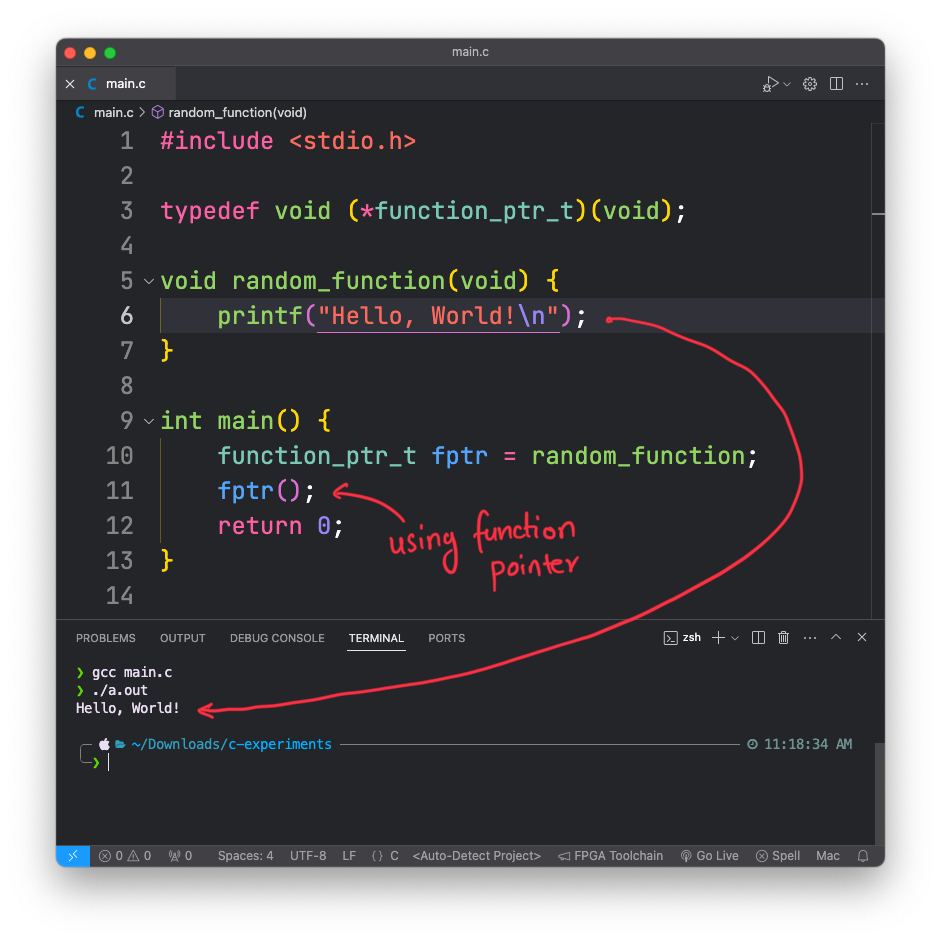 main.c
main.c
main.c > random_function(void)
1 #include <stdio.h>
2
3 typedef void (*function_ptr_t)(void);
4
5 void random_function(void) {
6 printf("Hello, World!\n");
7 }
8
9 int main() {
10 function_ptr_t fptr = random_function;
11 fptr();
12 return 0;
13 }
14
using function
pointer
PROBLEMS OUTPUT DEBUG CONSOLE TERMINAL PORTS zsh
❯ gcc main.c
❯ ./a.out
Hello, World!
~/Downloads/c-experiments 11:18:34 AM
❯
0 0 0 Spaces: 4 UTF-8 LF {} C <Auto-Detect Project> FPGA Toolchain Go Live Spell Mac